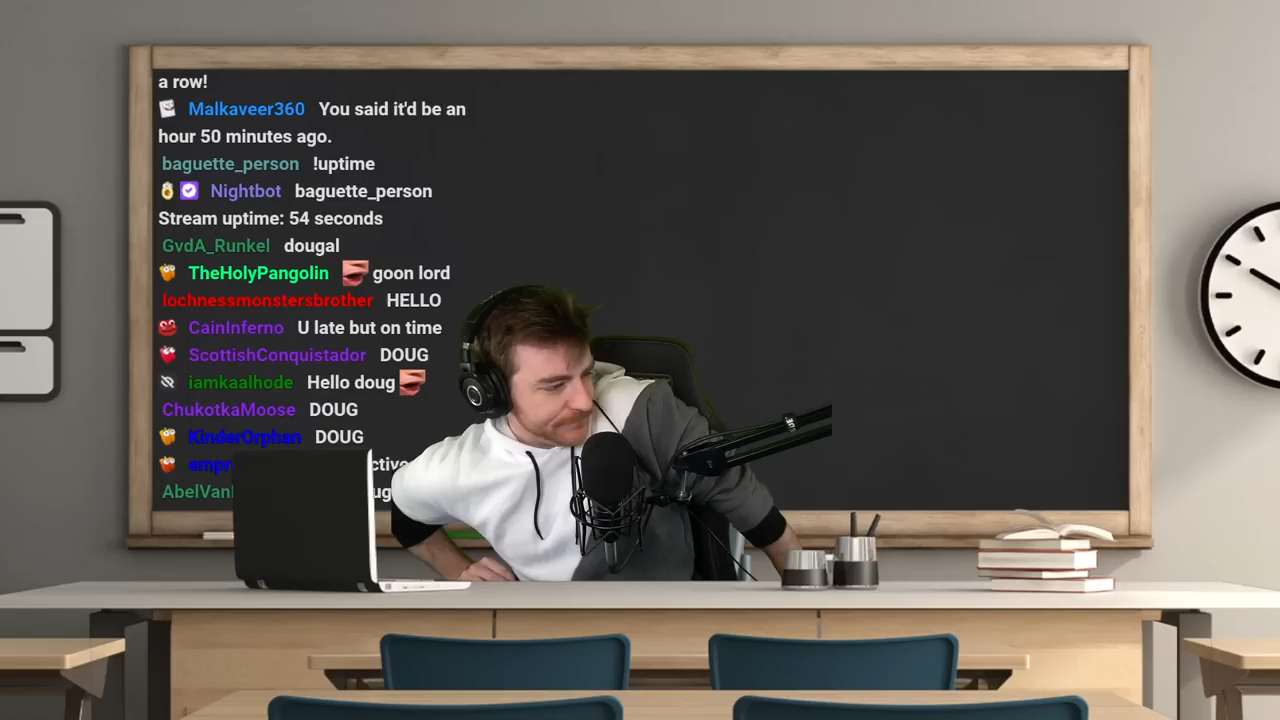 a row!
Malkaveer360 You said it'd be an
hour 50 minutes ago.
baguette_person !uptime
Nightbot baguette_person
Stream uptime: 54 seconds
GvdA_Runkel dougal
TheHolyPangolin goon lord
lochnessmonstersbrother HELLO
CainInferno U late but on time
ScottishConquistador DOUG
iamkaalhode Hello doug
ChukotkaMoose DOUG
KinderOrphan DOUG